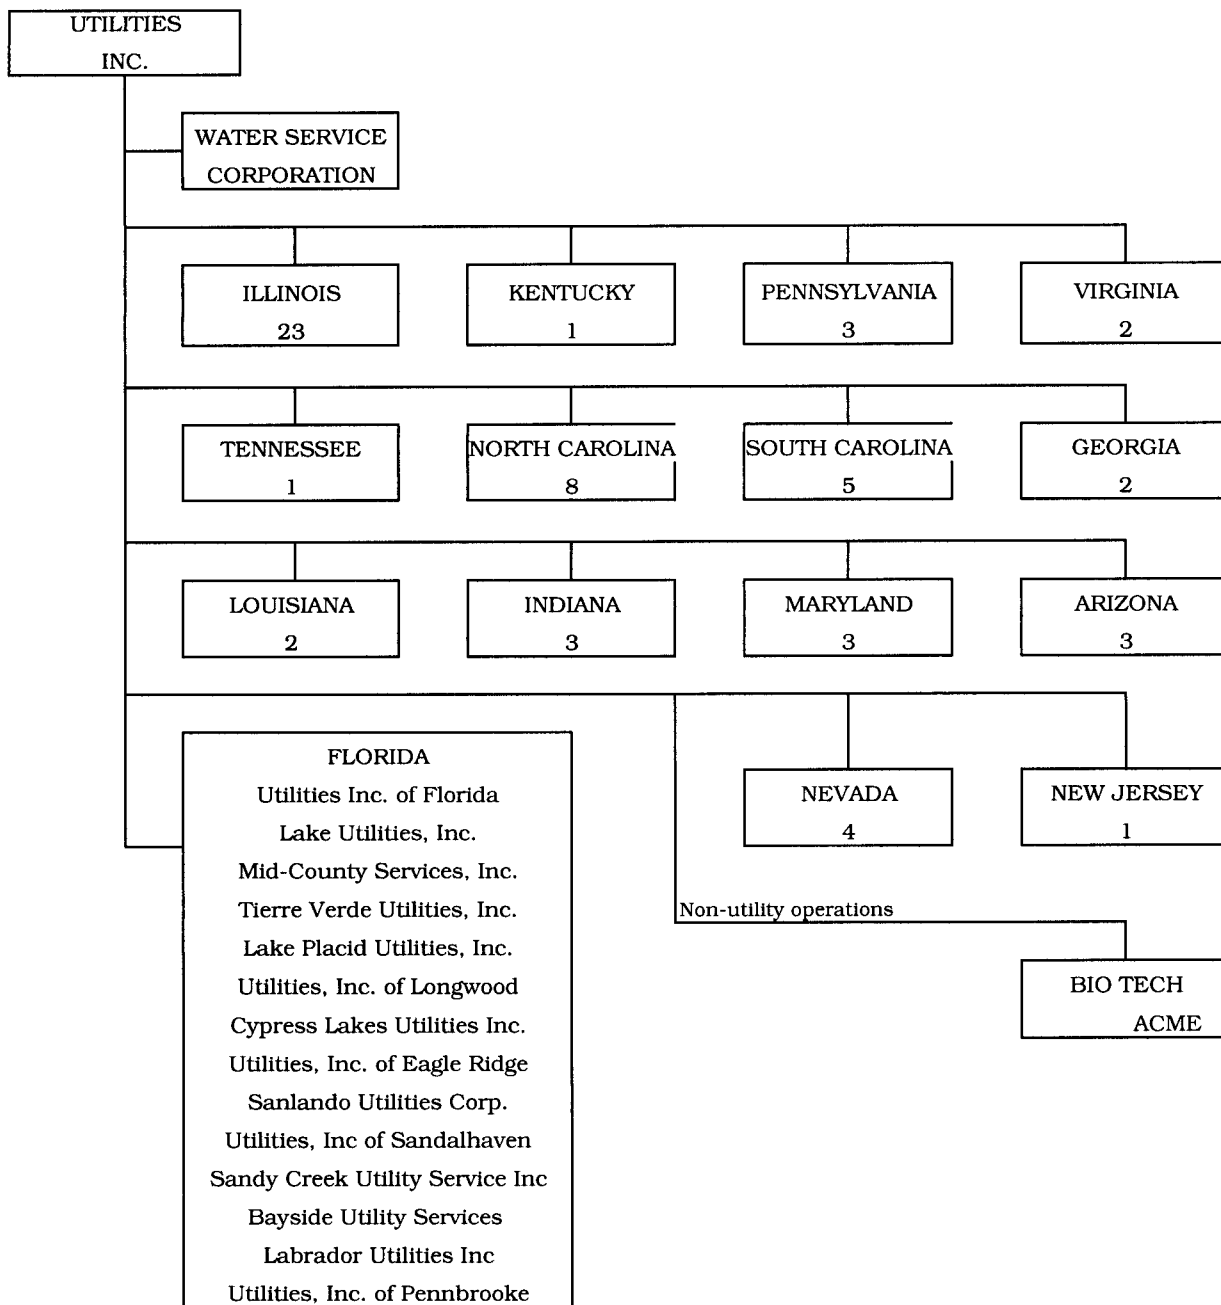 UTILITIES
INC.
WATER SERVICE
CORPORATION
ILLINOIS
23
KENTUCKY
1
PENNSYLVANIA
3
VIRGINIA
2
TENNESSEE
1
NORTH CAROLINA
8
SOUTH CAROLINA
5
GEORGIA
2
LOUISIANA
2
INDIANA
3
MARYLAND
3
ARIZONA
3
FLORIDA
Utilities Inc. of Florida
Lake Utilities, Inc.
Mid-County Services, Inc.
Tierre Verde Utilities, Inc.
Lake Placid Utilities, Inc.
Utilities, Inc. of Longwood
Cypress Lakes Utilities Inc.
Utilities, Inc. of Eagle Ridge
Sanlando Utilities Corp.
Utilities, Inc of Sandalhaven
Sandy Creek Utility Service Inc
Bayside Utility Services
Labrador Utilities Inc
Utilities, Inc. of Pennbrooke
NEVADA
4
NEW JERSEY
1
Non-utility operations
BIO TECH
ACME